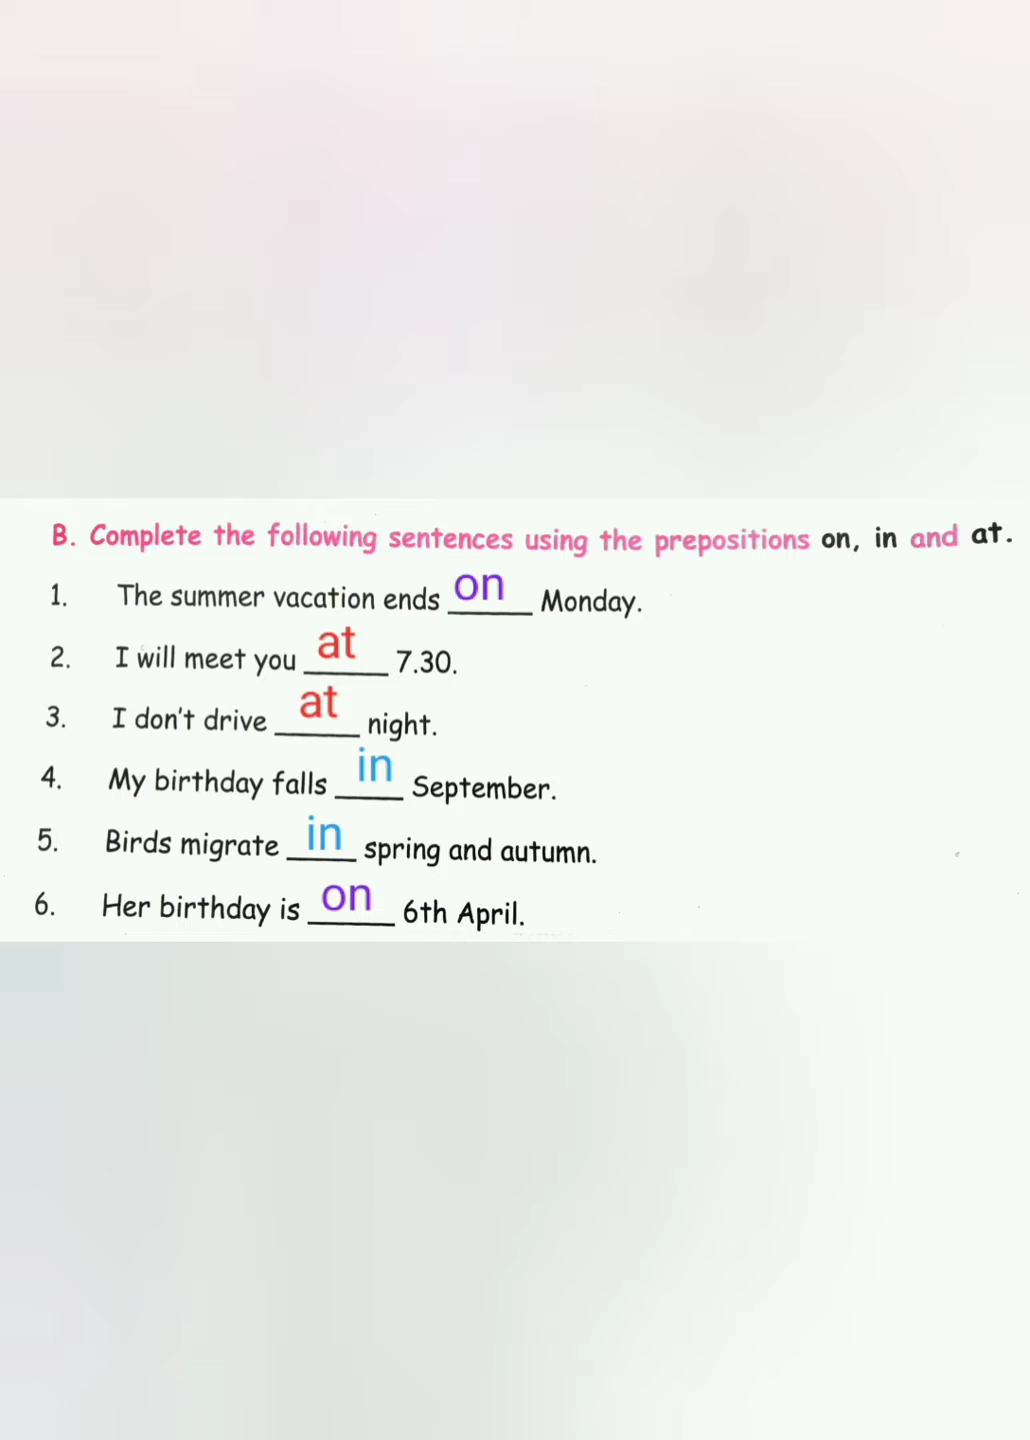 B. Complete the following sentences using the prepositions on, in and at.
1. The summer vacation ends on Monday.
2. I will meet you at 7.30.
3. I don't drive at night.
4. My birthday falls in September.
5. Birds migrate in spring and autumn.
6. Her birthday is on 6th April.